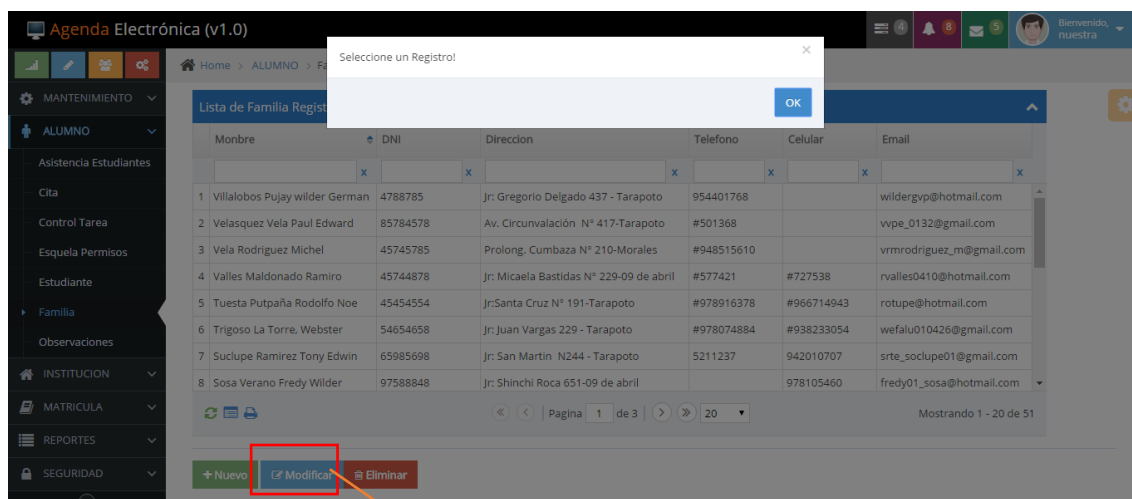 Agenda Electrónica (v1.0)
4 8 5 Bienvenido, nuestra
Seleccione un Registro! ×
OK
Home > ALUMNO > Fa
MANTENIMIENTO
ALUMNO
Asistencia Estudiantes
Cita
Control Tarea
Esquela Permisos
Estudiante
Familia
Observaciones
INSTITUCION
MATRICULA
REPORTES
SEGURIDAD
Lista de Familia Regist
Monbre DNI Direccion Telefono Celular Email
x x x x x x
1 Villalobos Pujay wilder German 4788785 Jr: Gregorio Delgado 437 - Tarapoto 954401768 wildergvp@hotmail.com
2 Velasquez Vela Paul Edward 85784578 Av. Circunvalación N° 417-Tarapoto #501368 vvpe_0132@gmail.com
3 Vela Rodriguez Michel 45745785 Prolong. Cumbaza N° 210-Morales #948515610 vrmrodriguez_m@gmail.com
4 Valles Maldonado Ramiro 45744878 Jr: Micaela Bastidas N° 229-09 de abril #577421 #727538 rvalles0410@hotmail.com
5 Tuesta Putpaña Rodolfo Noe 45454554 Jr:Santa Cruz N° 191-Tarapoto #978916378 #966714943 rotupe@hotmail.com
6 Trigoso La Torre, Webster 54654658 Jr: Juan Vargas 229 - Tarapoto #978074884 #938233054 wefalu010426@gmail.com
7 Suclupe Ramirez Tony Edwin 65985698 Jr: San Martin N244 - Tarapoto 5211237 942010707 srte_soclupe01@gmail.com
8 Sosa Verano Fredy Wilder 97588848 Jr: Shinchi Roca 651-09 de abril 978105460 fredy01_sosa@hotmail.com
Pagina 1 de 3 20 Mostrando 1 - 20 de 51
+ Nuevo Modificar Eliminar